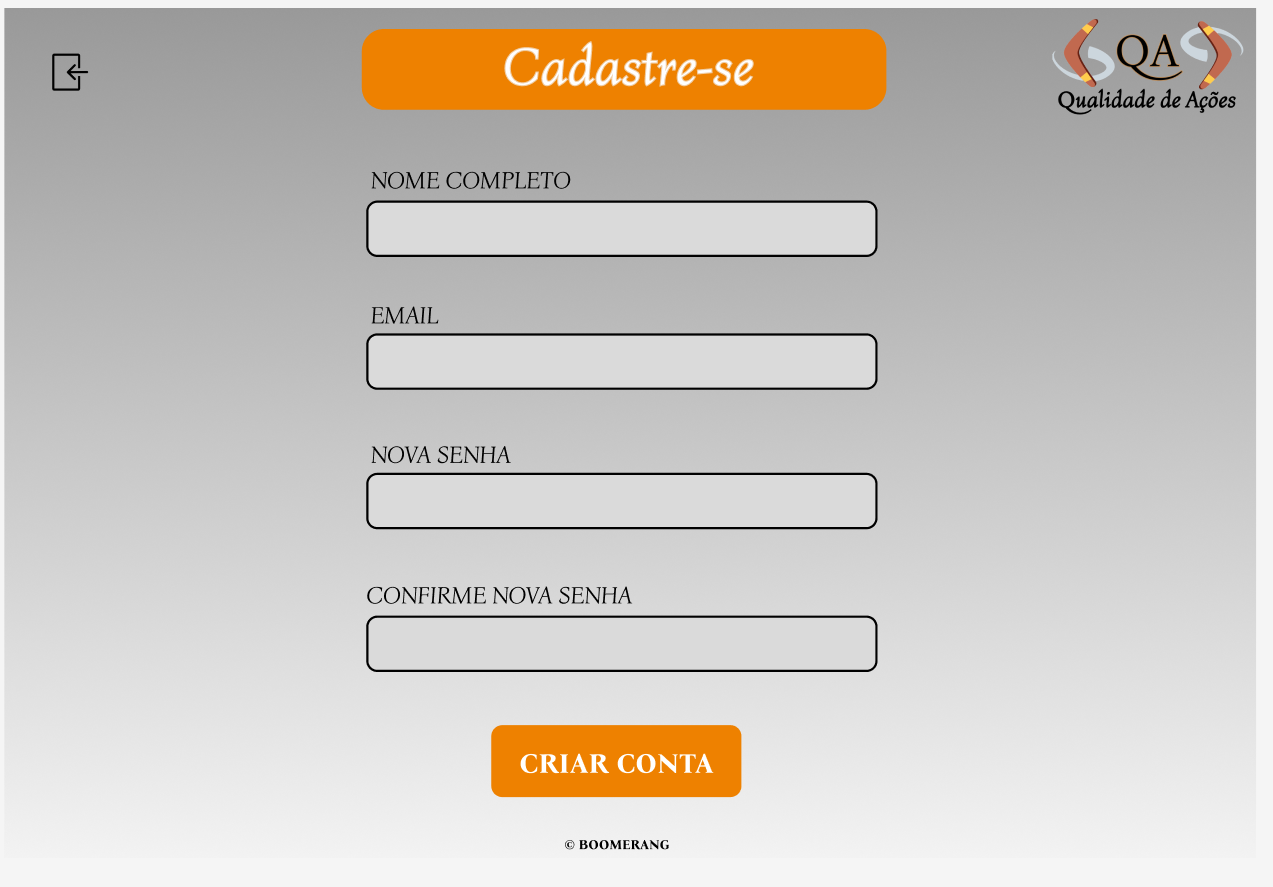 Cadastre-se
QA
Qualidade de Ações
NOME COMPLETO
EMAIL
NOVA SENHA
CONFIRME NOVA SENHA
CRIAR CONTA
© BOOMERANG